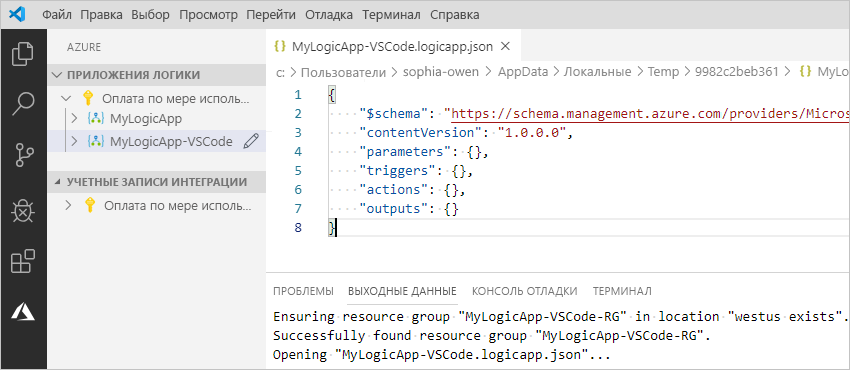 Файл Правка Выбор Просмотр Перейти Отладка Терминал Справка
AZURE
ПРИЛОЖЕНИЯ ЛОГИКИ
Оплата по мере исполь...
MyLogicApp
MyLogicApp-VSCode
УЧЕТНЫЕ ЗАПИСИ ИНТЕГРАЦИИ
Оплата по мере исполь...
{} MyLogicApp-VSCode.logicapp.json ×
c: > Пользователи > sophia-owen > AppData > Локальные > Temp > 9982c2beb361 > {} MyLo
1 {
2 "$schema": "https://schema.management.azure.com/providers/Micros
3 "contentVersion": "1.0.0.0",
4 "parameters": {},
5 "triggers": {},
6 "actions": {},
7 "outputs": {}
8 }
ПРОБЛЕМЫ ВЫХОДНЫЕ ДАННЫЕ КОНСОЛЬ ОТЛАДКИ ТЕРМИНАЛ
Ensuring resource group "MyLogicApp-VSCode-RG" in location "westus exists".
Successfully found resource group "MyLogicApp-VSCode-RG".
Opening "MyLogicApp-VSCode.logicapp.json"...